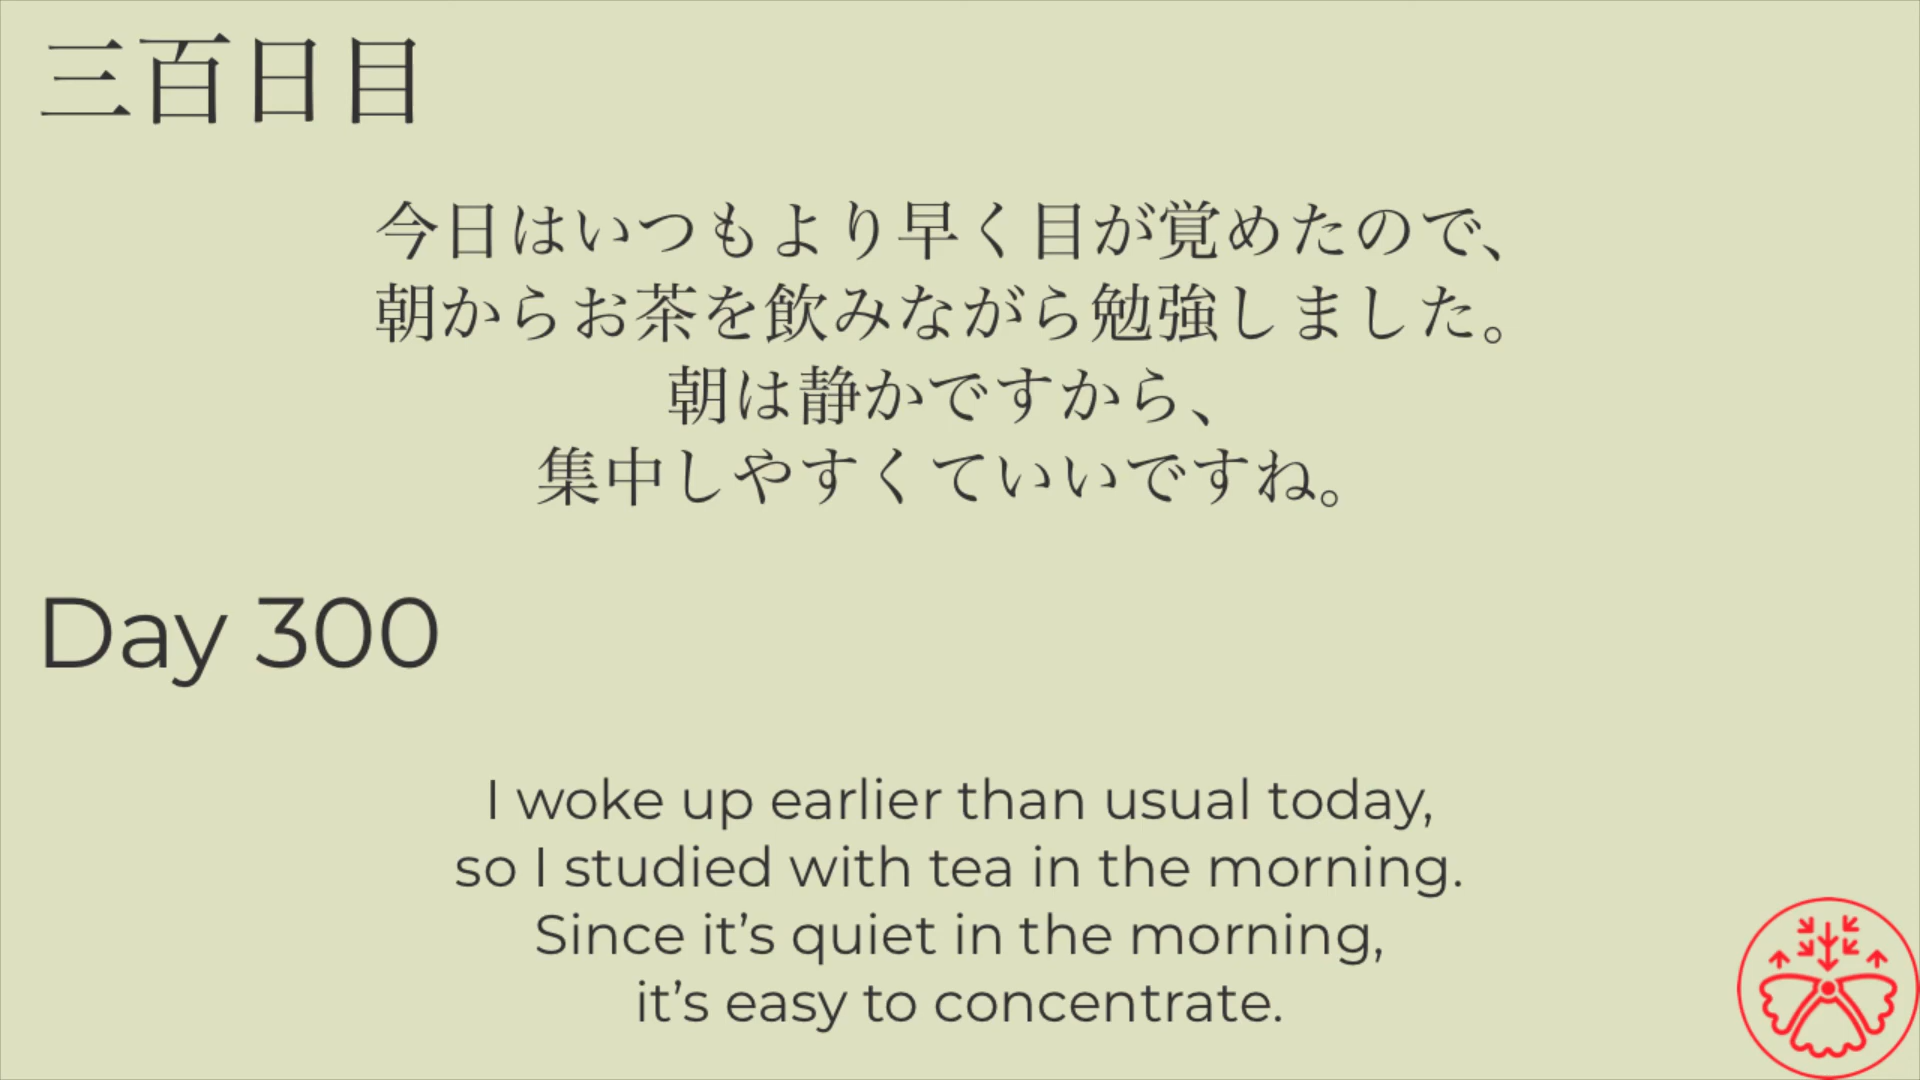 三百日目
今日はいつもより早く目が覚めたので、
朝からお茶を飲みながら勉強しました。
朝は静かですから、
集中しやすくていいですね。
Day 300
I woke up earlier than usual today,
so I studied with tea in the morning.
Since it’s quiet in the morning,
it’s easy to concentrate.